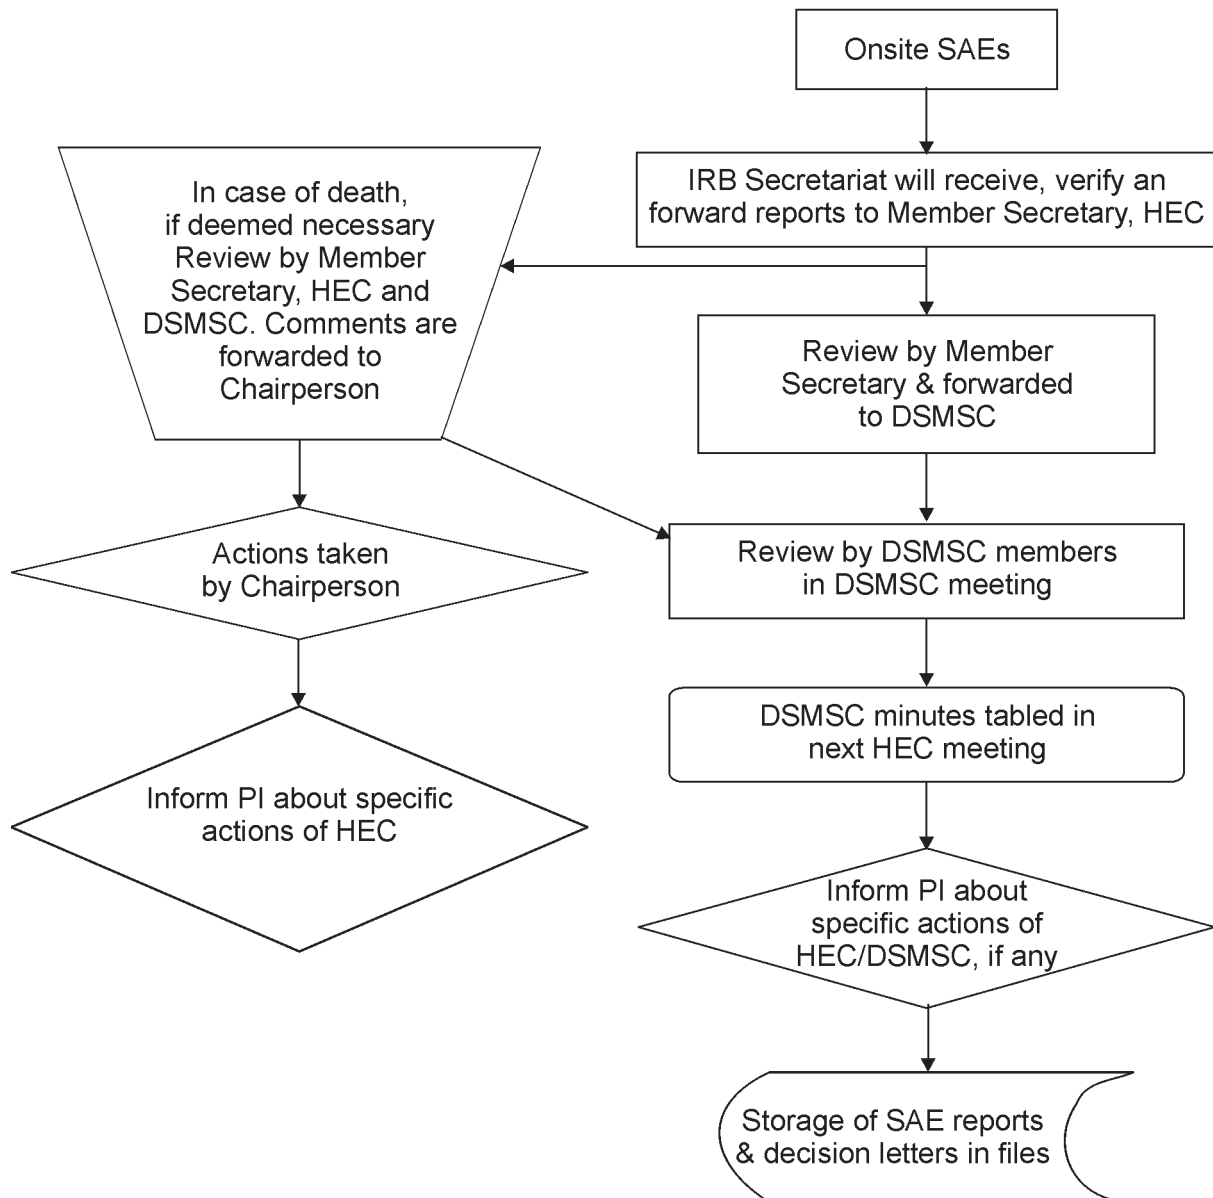 Onsite SAEs
IRB Secretariat will receive, verify an
forward reports to Member Secretary, HEC
In case of death,
if deemed necessary
Review by Member
Secretary, HEC and
DSMSC. Comments are
forwarded to
Chairperson
Review by Member
Secretary & forwarded
to DSMSC
Actions taken
by Chairperson
Review by DSMSC members
in DSMSC meeting
Inform PI about specific
actions of HEC
DSMSC minutes tabled in
next HEC meeting
Inform PI about
specific actions of
HEC/DSMSC, if any
Storage of SAE reports
& decision letters in files